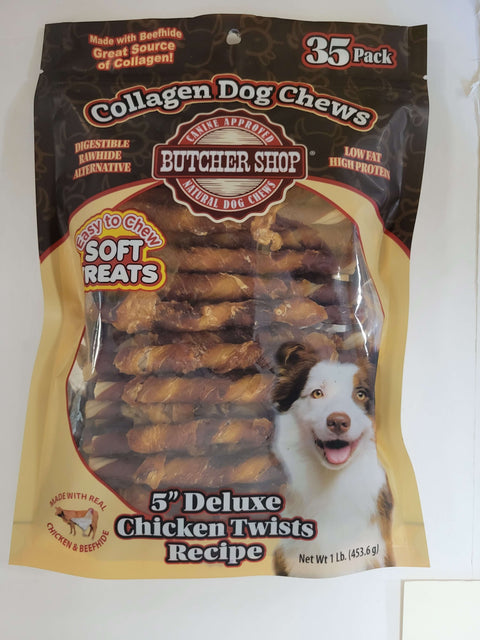 Made with Beefhide
Great Source
of Collagen!
35 Pack
Collagen Dog Chews
DIGESTIBLE
RAWHIDE
ALTERNATIVE
CANINE APPROVED
BUTCHER SHOP®
NATURAL DOG CHEWS
LOW FAT
HIGH PROTEIN
Easy to Chew
SOFT
TREATS
MADE WITH REAL
CHICKEN & BEEFHIDE
5" Deluxe
Chicken Twists
Recipe
Net Wt 1 Lb. (453.6 g)